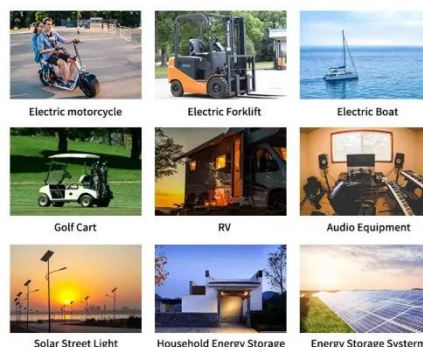 Electric motorcycle
Electric Forklift
Electric Boat
Golf Cart
RV
Audio Equipment
Solar Street Light
Household Energy Storage
Energy Storage Systerm